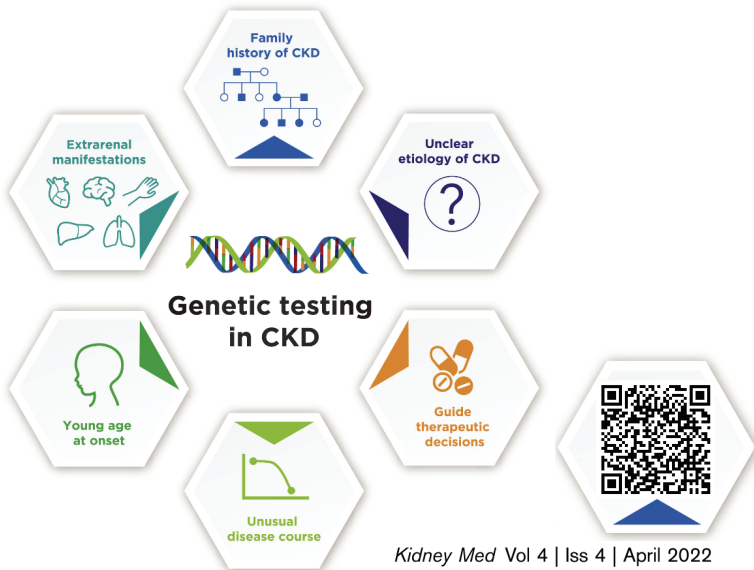 Family
history of CKD
Extrarenal
manifestations
Unclear
etiology of CKD
?
Genetic testing
in CKD
Young age
at onset
Guide
therapeutic
decisions
Unusual
disease course
Kidney Med Vol 4 | Iss 4 | April 2022